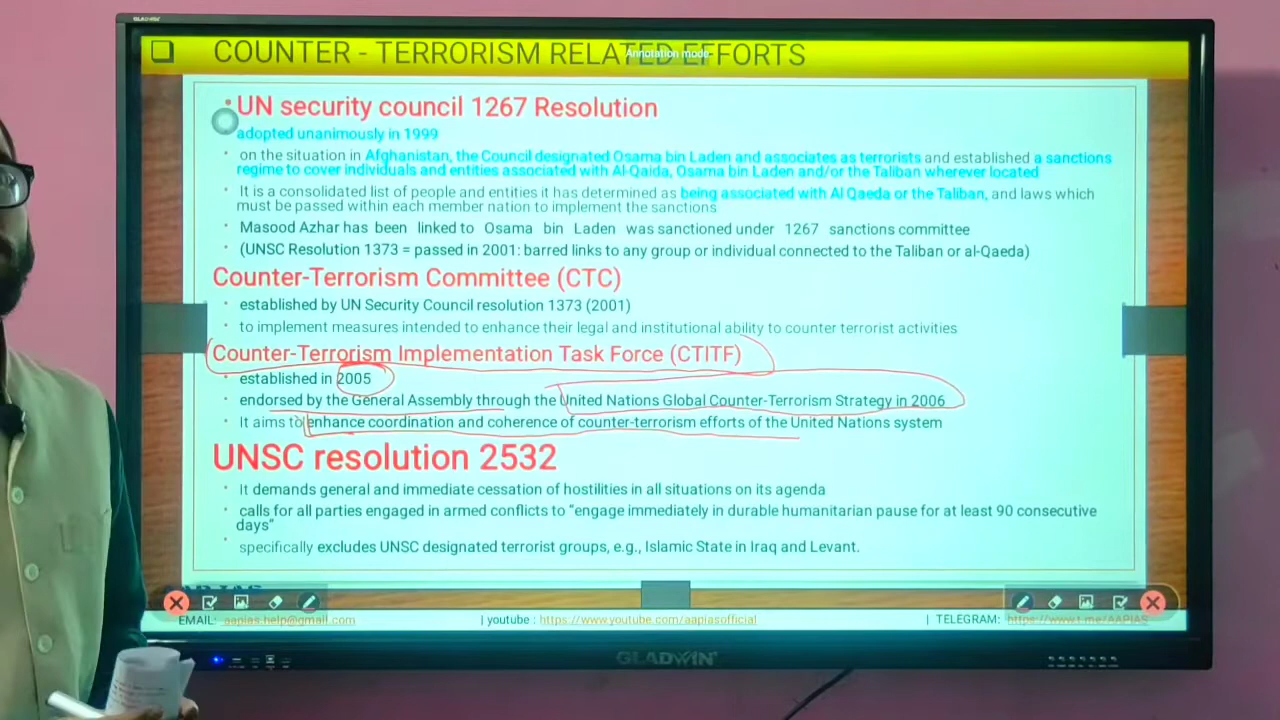 GLADWIN
COUNTER - TERRORISM RELATED EFFORTS
Annotation mode
• UN security council 1267 Resolution
adopted unanimously in 1999
• on the situation in Afghanistan, the Council designated Osama bin Laden and associates as terrorists and established a sanctions
regime to cover individuals and entities associated with Al-Qaida, Osama bin Laden and/or the Taliban wherever located
• It is a consolidated list of people and entities it has determined as being associated with Al Qaeda or the Taliban, and laws which
must be passed within each member nation to implement the sanctions
• Masood Azhar has been linked to Osama bin Laden was sanctioned under 1267 sanctions committee
• (UNSC Resolution 1373 = passed in 2001: barred links to any group or individual connected to the Taliban or al-Qaeda)
Counter-Terrorism Committee (CTC)
• established by UN Security Council resolution 1373 (2001)
• to implement measures intended to enhance their legal and institutional ability to counter terrorist activities
Counter-Terrorism Implementation Task Force (CTITF)
• established in 2005
• endorsed by the General Assembly through the United Nations Global Counter-Terrorism Strategy in 2006
• It aims to enhance coordination and coherence of counter-terrorism efforts of the United Nations system
UNSC resolution 2532
• It demands general and immediate cessation of hostilities in all situations on its agenda
• calls for all parties engaged in armed conflicts to “engage immediately in durable humanitarian pause for at least 90 consecutive
days”
• specifically excludes UNSC designated terrorist groups, e.g., Islamic State in Iraq and Levant.
EMAIL: aapias.help@gmail.com | youtube : https://www.youtube.com/aapiasofficial | TELEGRAM: https://www.t.me/AAPIAS
GLADWIN